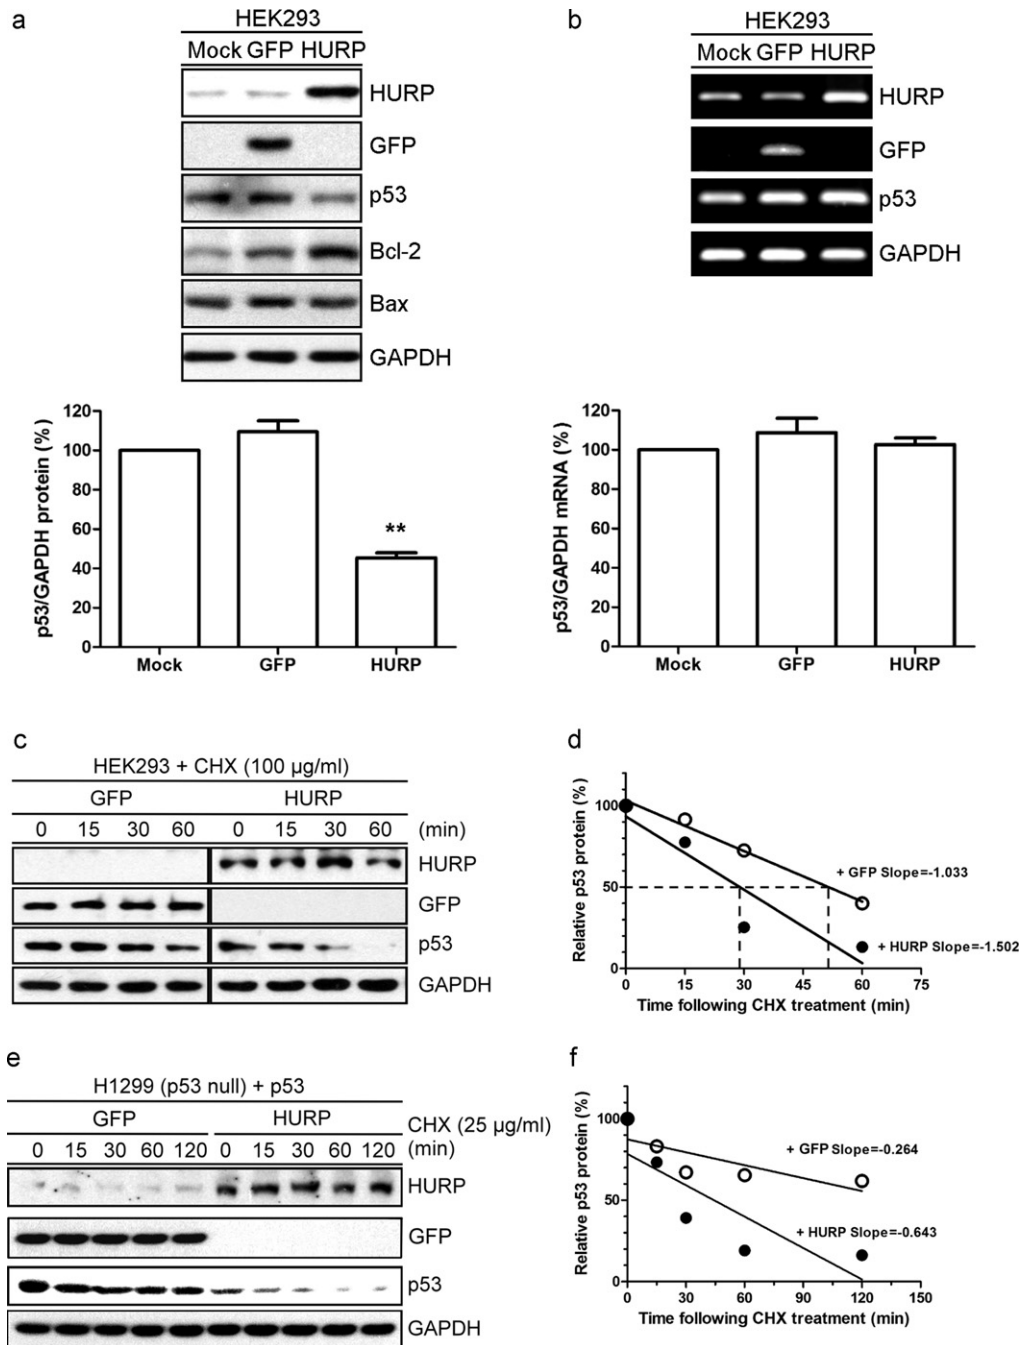 a
HEK293
Mock GFP HURP
HURP
GFP
p53
Bcl-2
Bax
GAPDH
p53/GAPDH protein (%)
120
100
80
60
40
20
0
**
Mock GFP HURP
b
HEK293
Mock GFP HURP
HURP
GFP
p53
GAPDH
p53/GAPDH mRNA (%)
120
100
80
60
40
20
0
Mock GFP HURP
c
HEK293 + CHX (100 µg/ml)
GFP HURP
0 15 30 60 0 15 30 60 (min)
HURP
GFP
p53
GAPDH
d
Relative p53 protein (%)
100
50
0
+ GFP Slope=-1.033
+ HURP Slope=-1.502
0 15 30 45 60 75
Time following CHX treatment (min)
e
H1299 (p53 null) + p53
GFP HURP CHX (25 µg/ml)
0 15 30 60 120 0 15 30 60 120 (min)
HURP
GFP
p53
GAPDH
f
Relative p53 protein (%)
100
50
0
+ GFP Slope=-0.264
+ HURP Slope=-0.643
0 30 60 90 120 150
Time following CHX treatment (min)